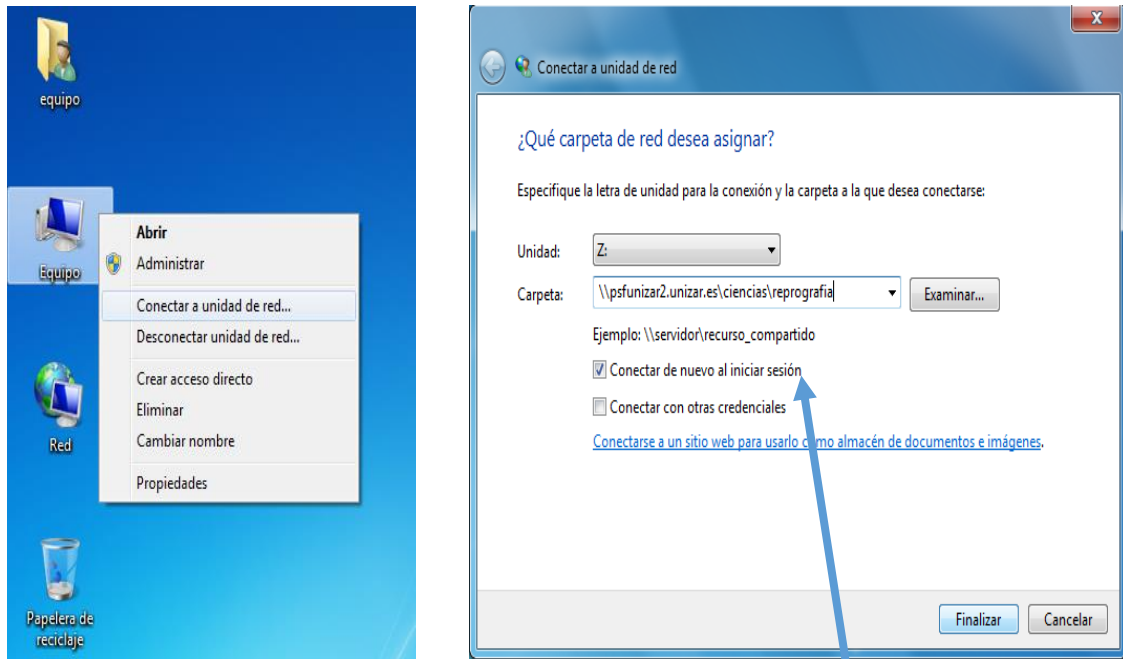 equipo
Equipo
Abrir
Administrar
Conectar a unidad de red...
Desconectar unidad de red...
Crear acceso directo
Eliminar
Cambiar nombre
Propiedades
Red
Papelera de
reciclaje
X
Conectar a unidad de red
¿Qué carpeta de red desea asignar?
Especifique la letra de unidad para la conexión y la carpeta a la que desea conectarse:
Unidad: Z:
Carpeta: \\psfunizar2.unizar.es\ciencias\reprografia Examinar...
Ejemplo: \\servidor\recurso_compartido
Conectar de nuevo al iniciar sesión
Conectar con otras credenciales
Conectarse a un sitio web para usarlo como almacén de documentos e imágenes.
Finalizar Cancelar